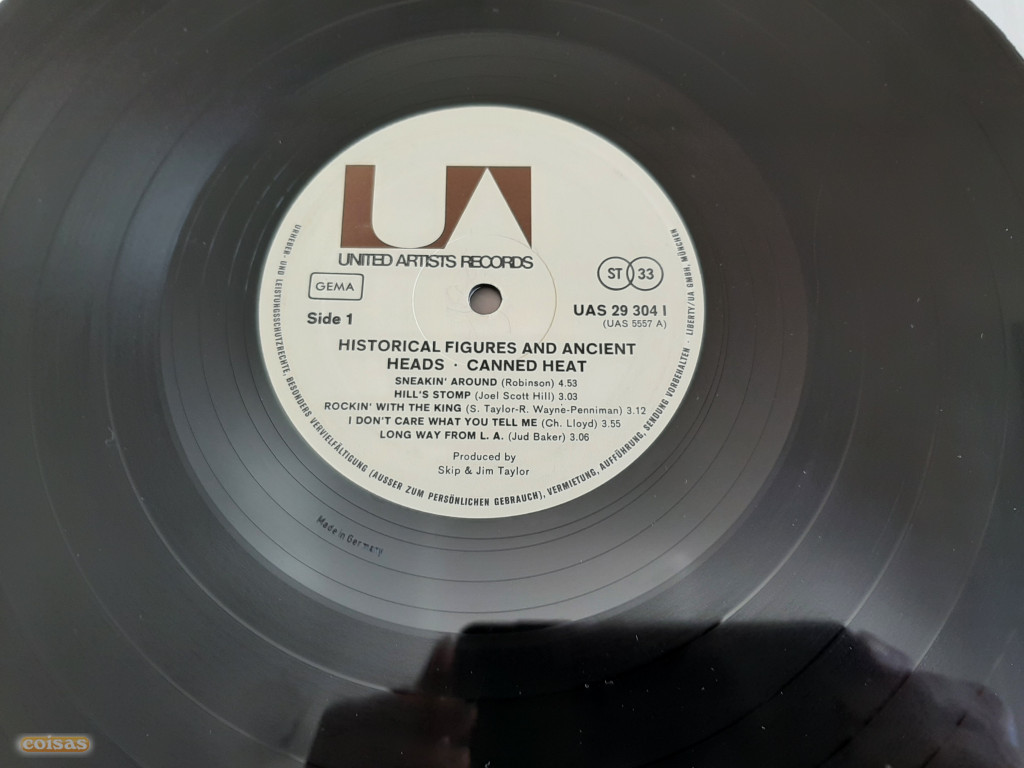 UA
UNITED ARTISTS RECORDS
GEMA
ST 33
Side 1
UAS 29 304 I
(UAS 5557 A)
HISTORICAL FIGURES AND ANCIENT
HEADS · CANNED HEAT
SNEAKIN' AROUND (Robinson) 4.53
HILL'S STOMP (Joel Scott Hill) 3.03
ROCKIN' WITH THE KING (S. Taylor-R. Wayne-Penniman) 3.12
I DON'T CARE WHAT YOU TELL ME (Ch. Lloyd) 3.55
LONG WAY FROM L. A. (Jud Baker) 3.06
Produced by
Skip & Jim Taylor
URHEBER- UND LEISTUNGSSCHUTZRECHTE, BESONDERS VERVIELFÄLTIGUNG (AUSSER ZUM PERSÖNLICHEN GEBRAUCH), VERMIETUNG, AUFFÜHRUNG, SENDUNG VORBEHALTEN · LIBERTY/UA GMBH, MÜNCHEN
Made in Germany
coisas